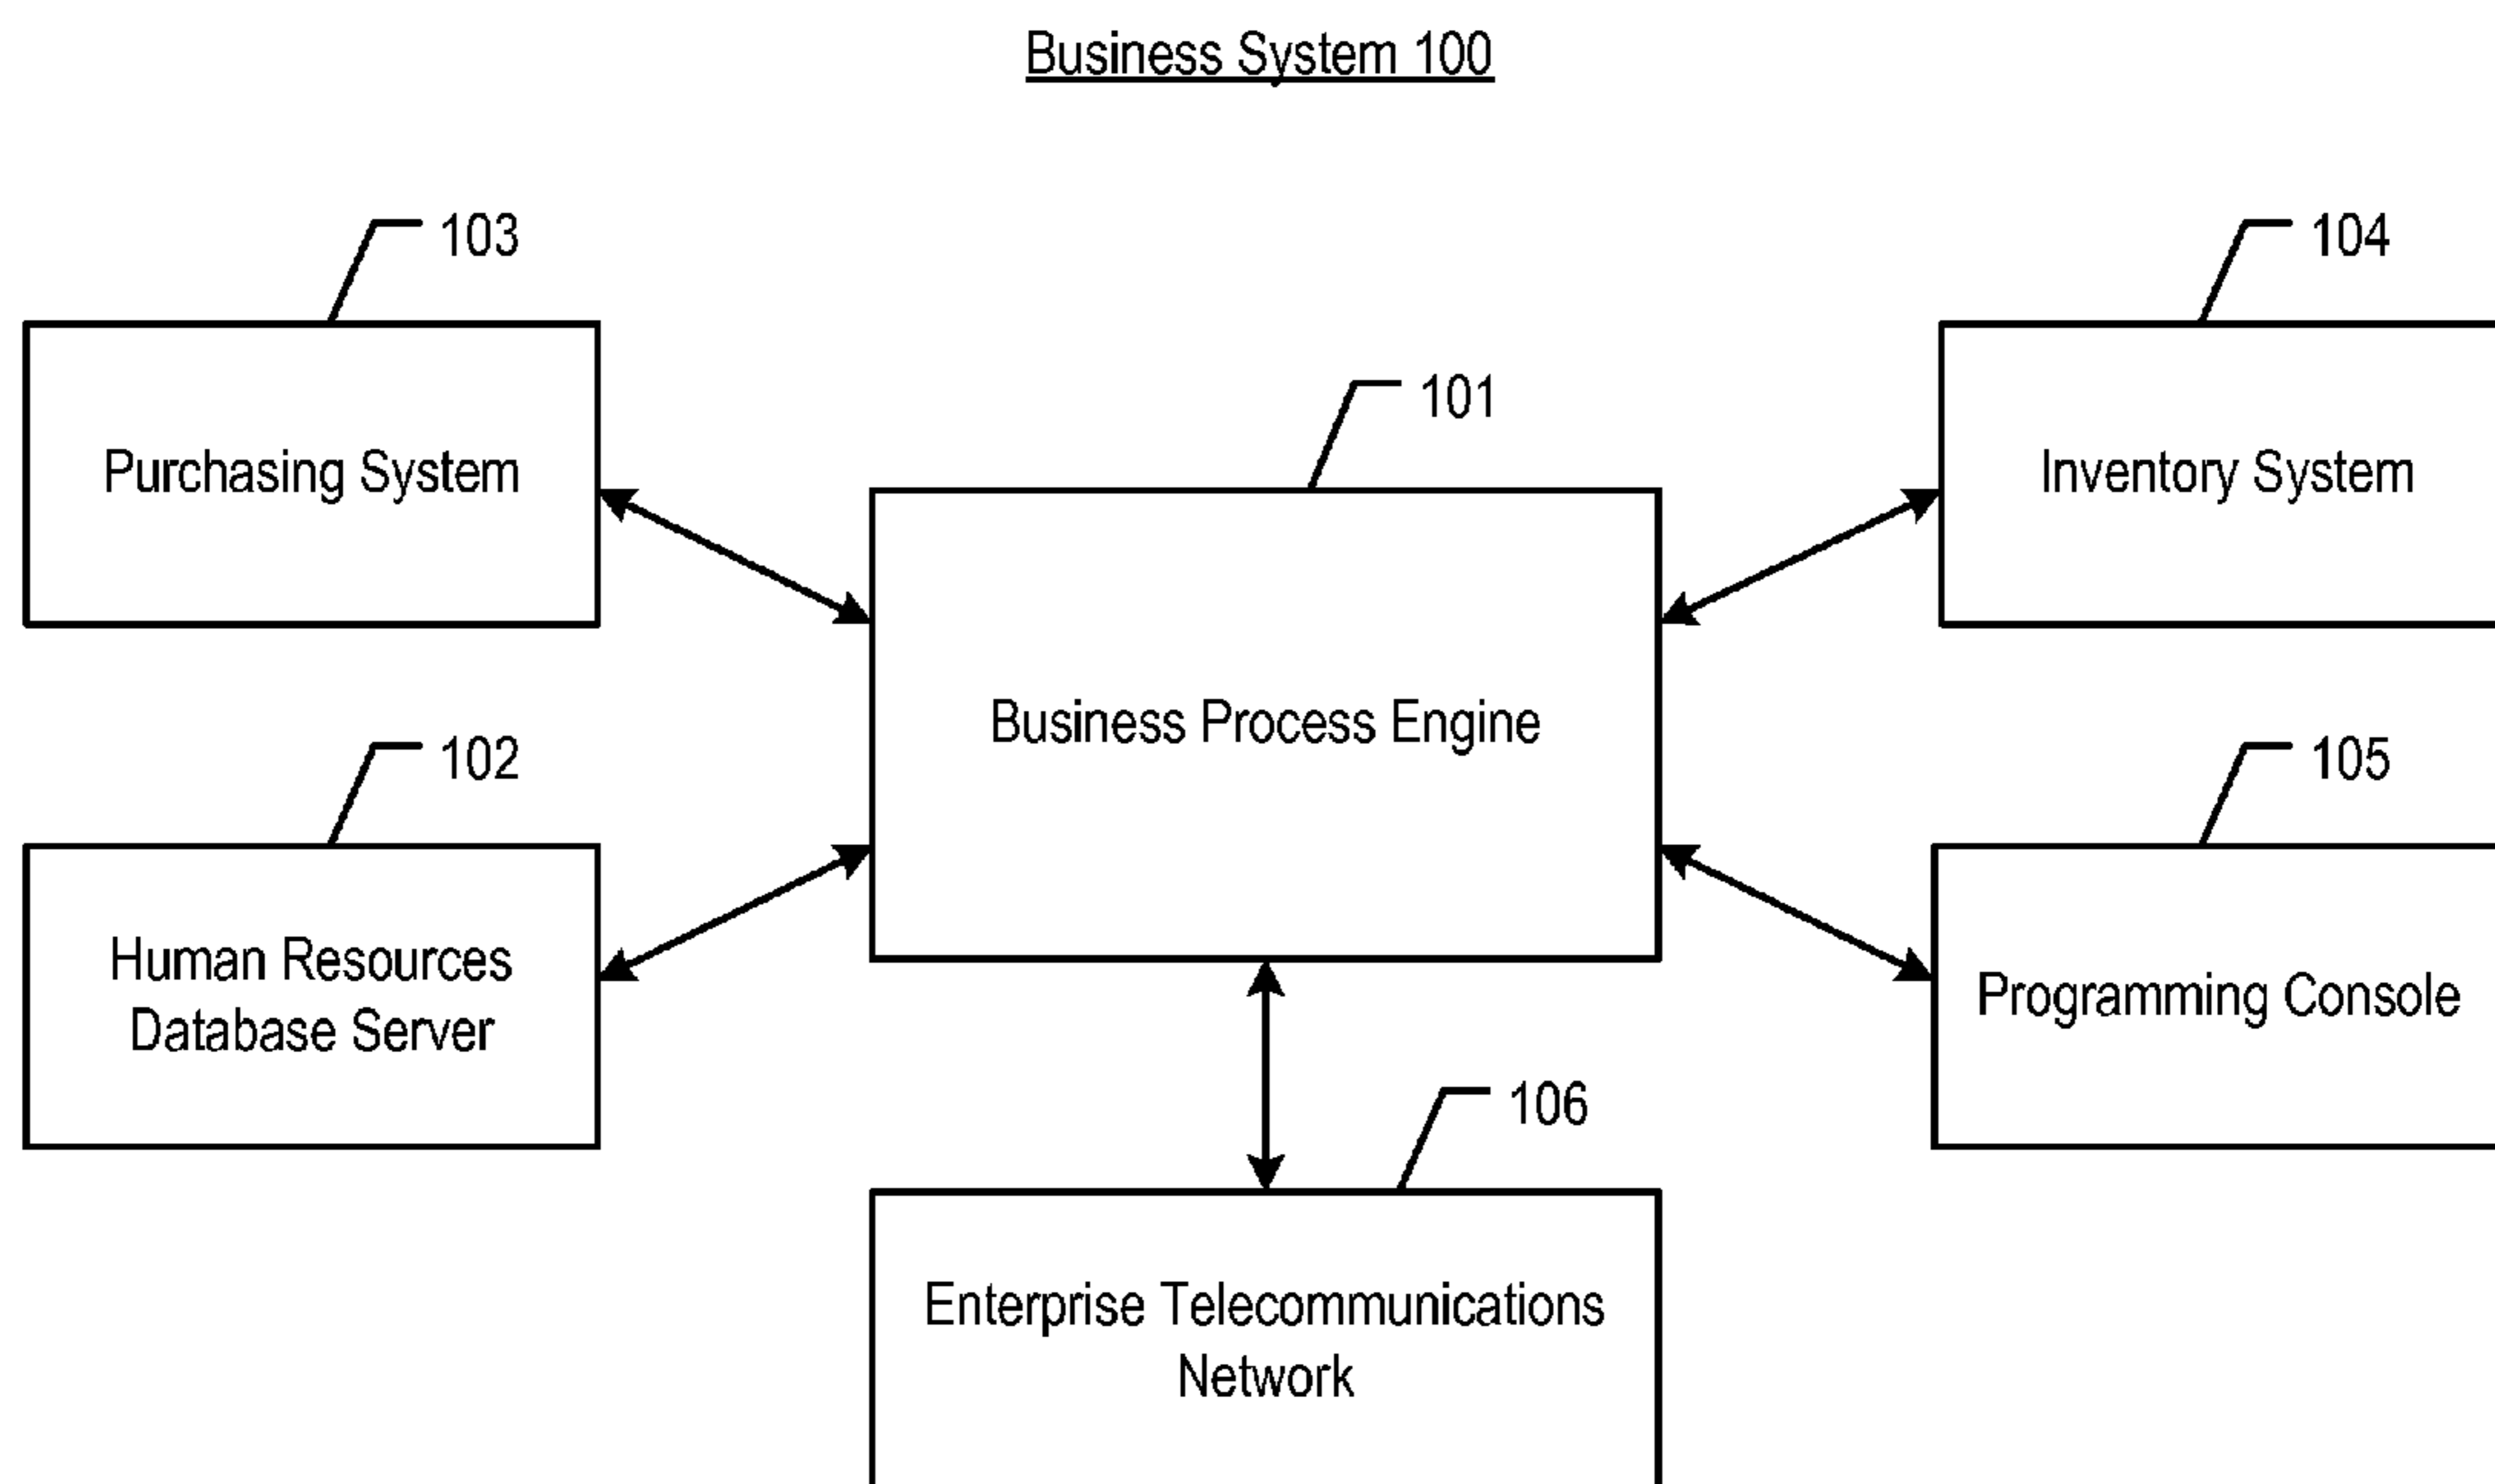 Business System 100
103
104
101
Purchasing System
Inventory System
Business Process Engine
102
105
Human Resources
Database Server
Programming Console
106
Enterprise Telecommunications
Network